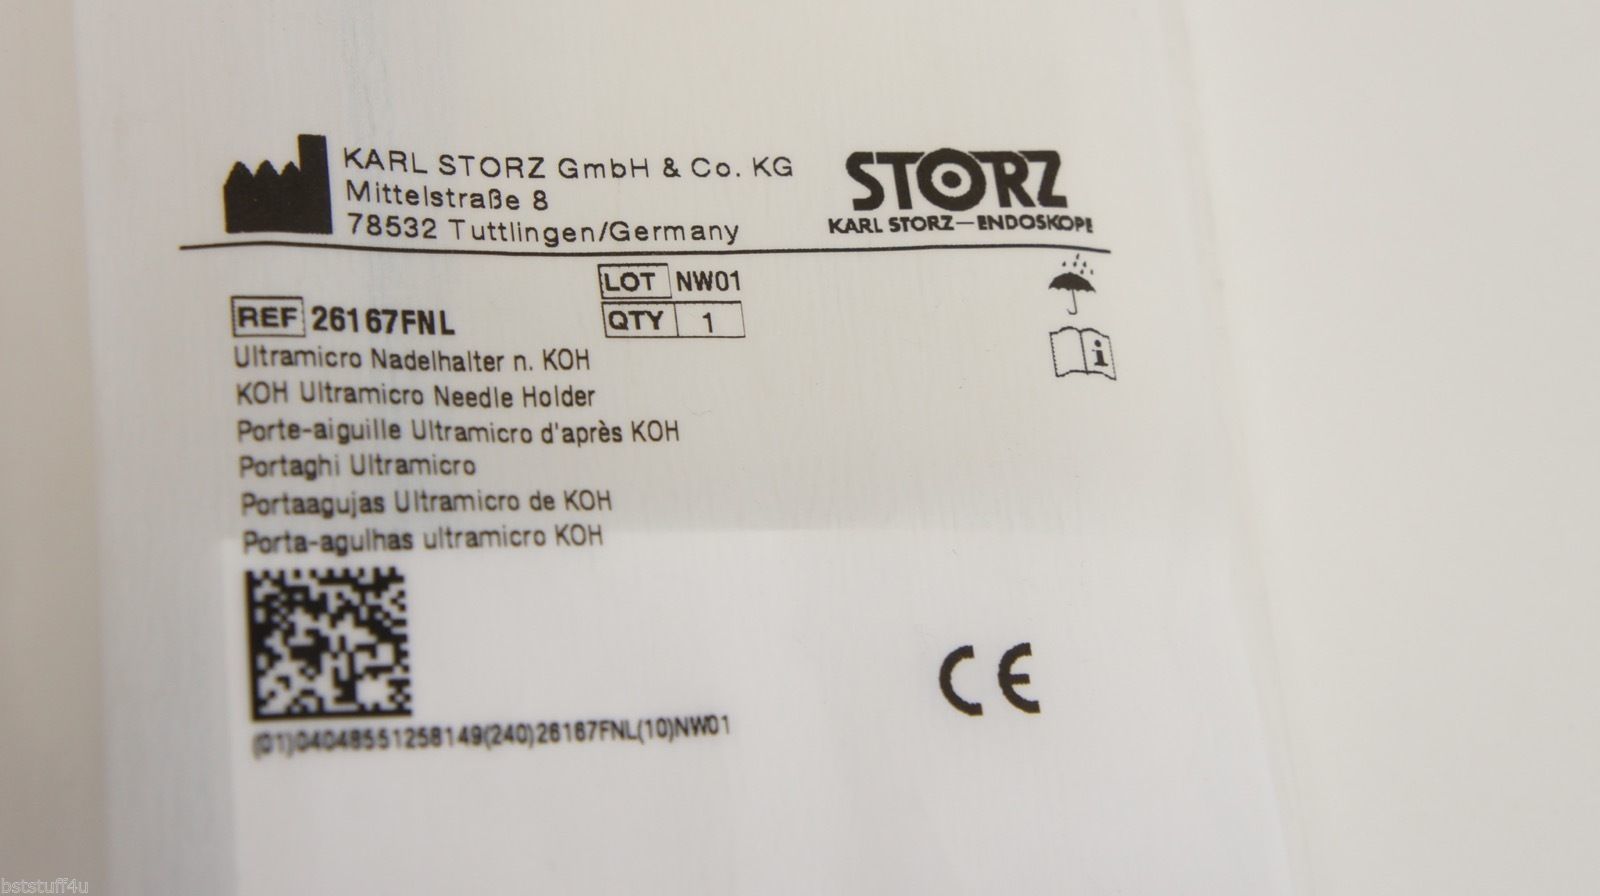 KARL STORZ GmbH & Co. KG
Mittelstraße 8
78532 Tuttlingen/Germany
STORZ
KARL STORZ—ENDOSKOPE
LOT NW01
REF 26167FNL
QTY 1
Ultramicro Nadelhalter n. KOH
KOH Ultramicro Needle Holder
Porte-aiguille Ultramicro d'après KOH
Portaghi Ultramicro
Portaagujas Ultramicro de KOH
Porta-agulhas ultramicro KOH
(01)04048551258149(240)26167FNL(10)NW01
CE
bststuff4u